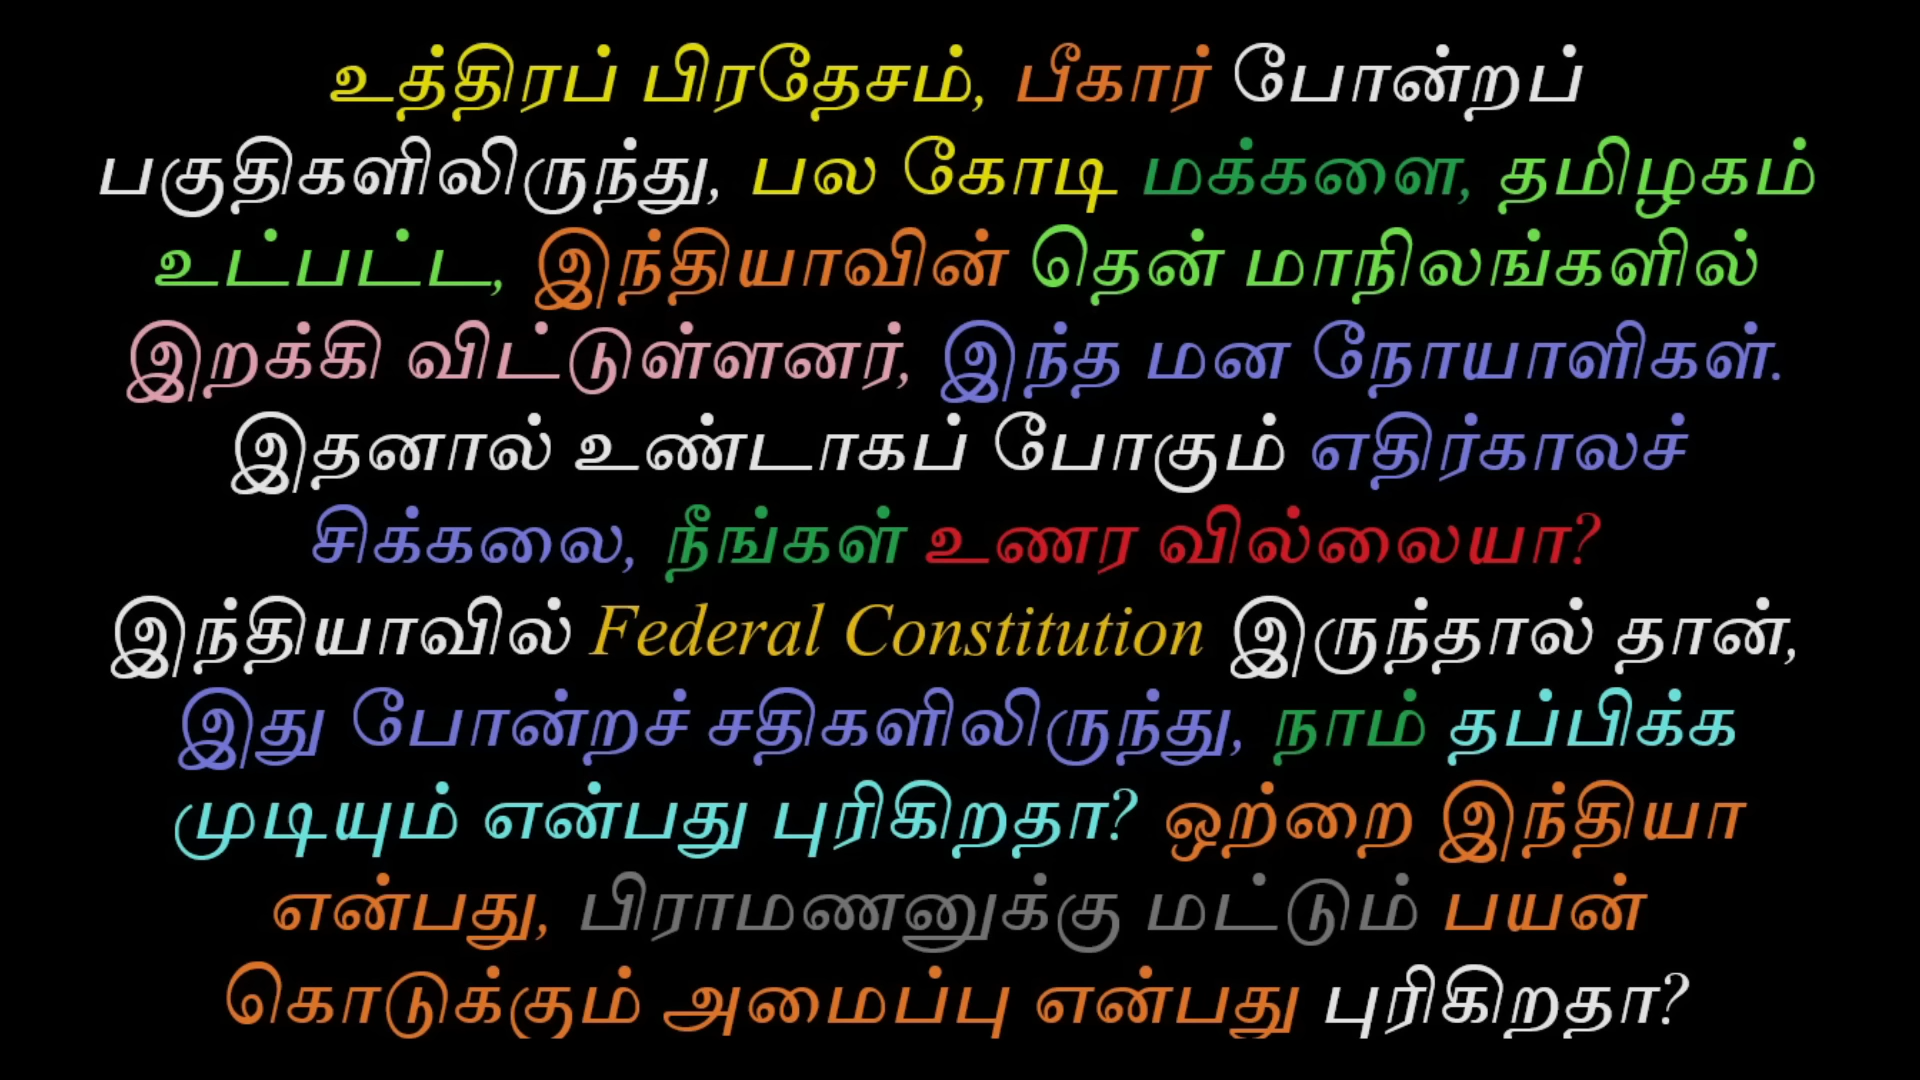 உத்திரப் பிரதேசம், பீகார் போன்றப்
பகுதிகளிலிருந்து, பல கோடி மக்களை, தமிழகம்
உட்பட்ட, இந்தியாவின் தென் மாநிலங்களில்
இறக்கி விட்டுள்ளனர், இந்த மன நோயாளிகள்.
இதனால் உண்டாகப் போகும் எதிர்காலச்
சிக்கலை, நீங்கள் உணர வில்லையா?
இந்தியாவில் Federal Constitution இருந்தால் தான்,
இது போன்றச் சதிகளிலிருந்து, நாம் தப்பிக்க
முடியும் என்பது புரிகிறதா? ஒற்றை இந்தியா
என்பது, பிராமணனுக்கு மட்டும் பயன்
கொடுக்கும் அமைப்பு என்பது புரிகிறதா?